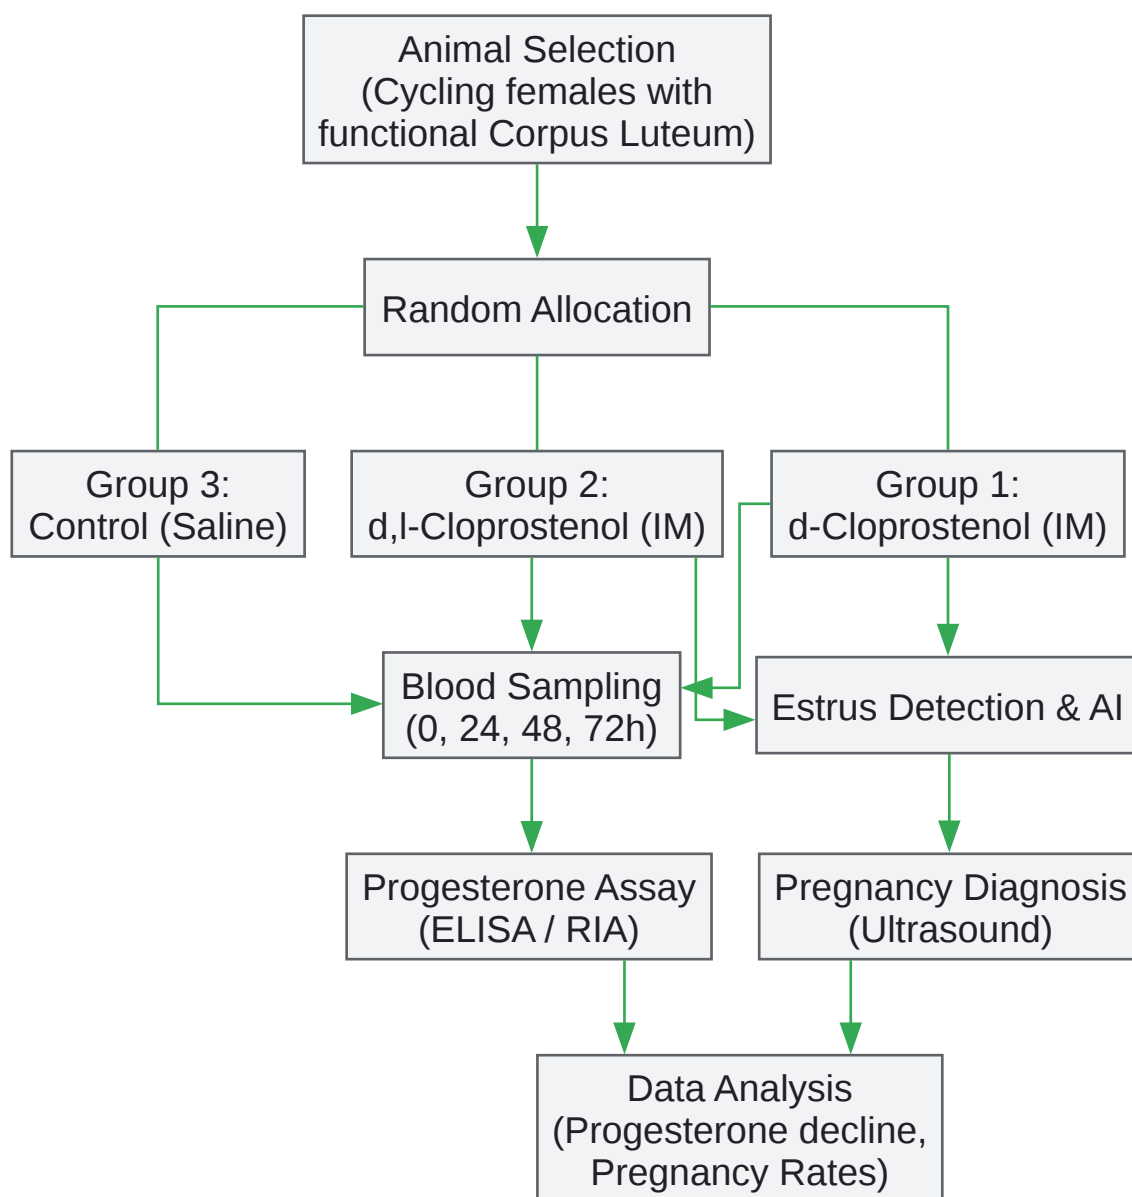 Animal Selection
(Cycling females with
functional Corpus Luteum)
Random Allocation
Group 3:
Control (Saline)
Group 2:
d,l-Cloprostenol (IM)
Group 1:
d-Cloprostenol (IM)
Blood Sampling
(0, 24, 48, 72h)
Estrus Detection & AI
Progesterone Assay
(ELISA / RIA)
Pregnancy Diagnosis
(Ultrasound)
Data Analysis
(Progesterone decline,
Pregnancy Rates)